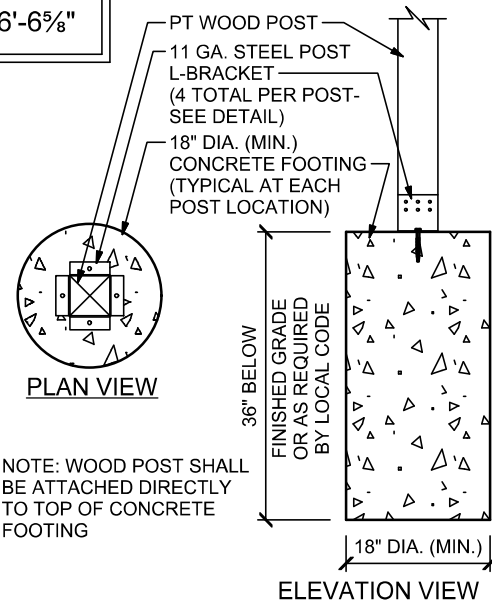 6'-6⅝"
PT WOOD POST
11 GA. STEEL POST
L-BRACKET
(4 TOTAL PER POST-
SEE DETAIL)
18" DIA. (MIN.)
CONCRETE FOOTING
(TYPICAL AT EACH
POST LOCATION)
PLAN VIEW
36" BELOW
FINISHED GRADE
OR AS REQUIRED
BY LOCAL CODE
NOTE: WOOD POST SHALL
BE ATTACHED DIRECTLY
TO TOP OF CONCRETE
FOOTING
18" DIA. (MIN.)
ELEVATION VIEW